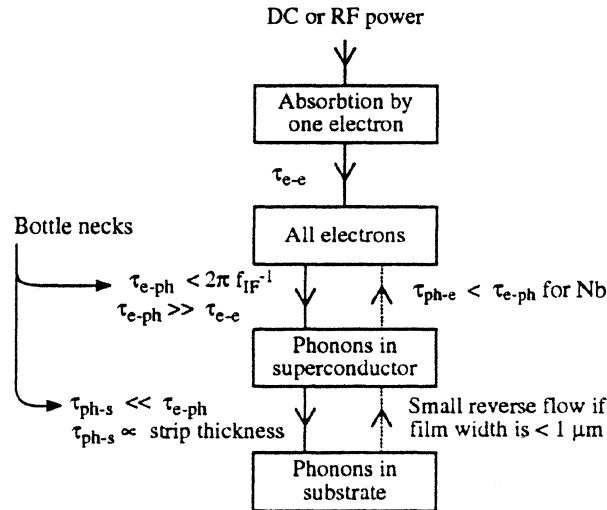 DC or RF power
Absorbtion by
one electron
τe-e
Bottle necks
All electrons
τe-ph < 2π fIF-1
τe-ph >> τe-e
τph-e < τe-ph for Nb
Phonons in
superconductor
τph-s << τe-ph
τph-s ∝ strip thickness
Small reverse flow if
film width is < 1 μm
Phonons in
substrate